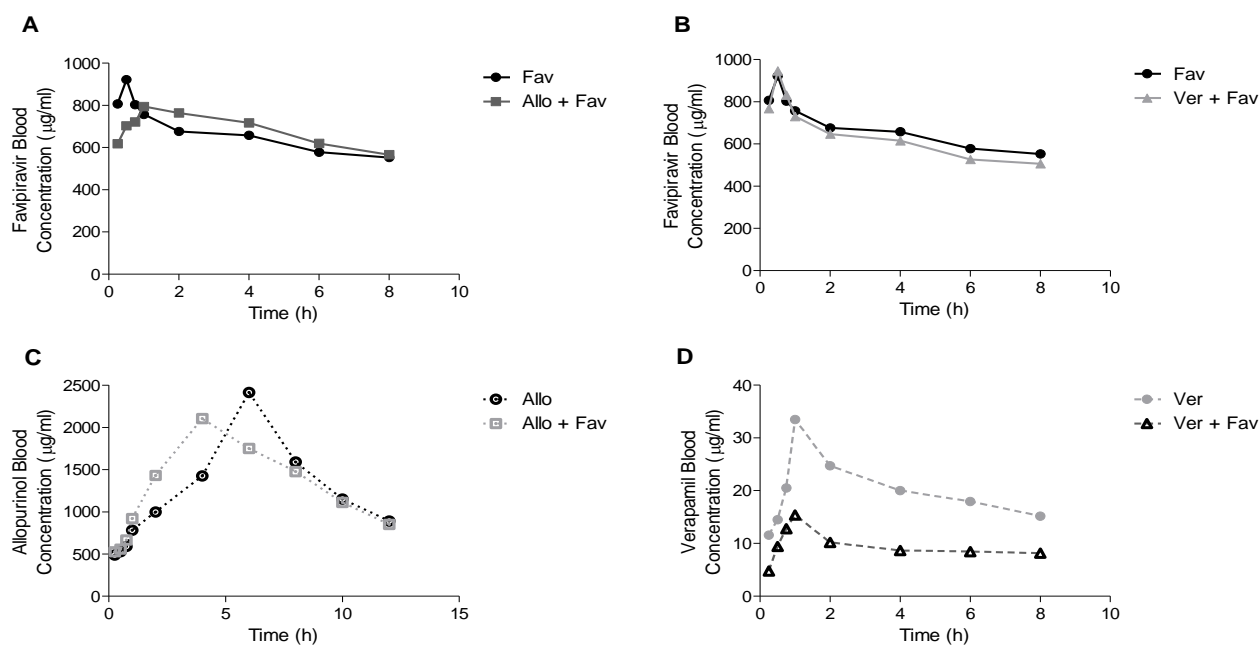 A
Favipiravir Blood
Concentration (µg/ml)
1000
800
600
400
200
0
0 2 4 6 8 10
Time (h)
Fav
Allo + Fav
B
Favipiravir Blood
Concentration (µg/ml)
1000
800
600
400
200
0
0 2 4 6 8 10
Time (h)
Fav
Ver + Fav
C
Allopurinol Blood
Concentration (µg/ml)
2500
2000
1500
1000
500
0
0 5 10 15
Time (h)
Allo
Allo + Fav
D
Verapamil Blood
Concentration (µg/ml)
40
30
20
10
0
0 2 4 6 8 10
Time (h)
Ver
Ver + Fav